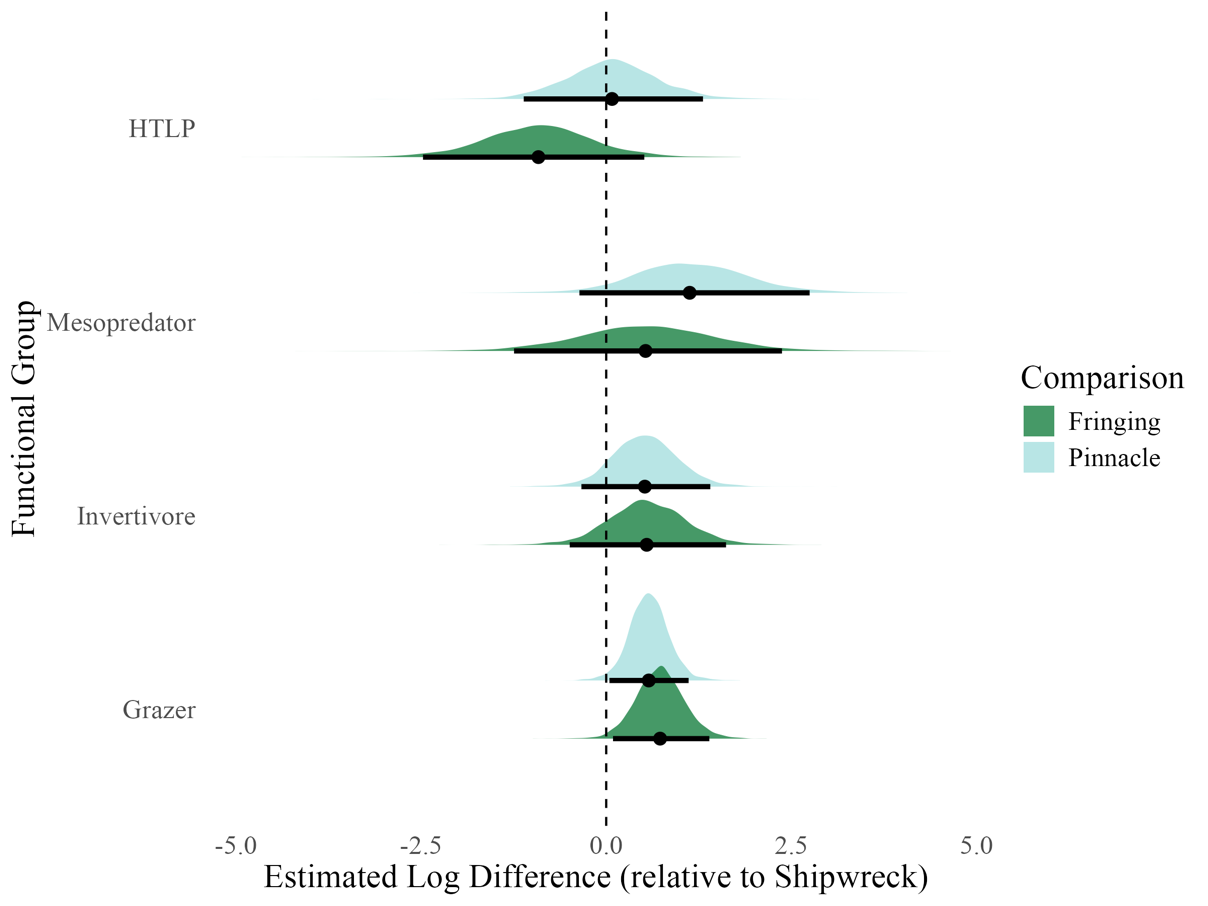 HTLP
Mesopredator
Invertivore
Grazer
Functional Group
-5.0 -2.5 0.0 2.5 5.0
Estimated Log Difference (relative to Shipwreck)
Comparison
Fringing
Pinnacle